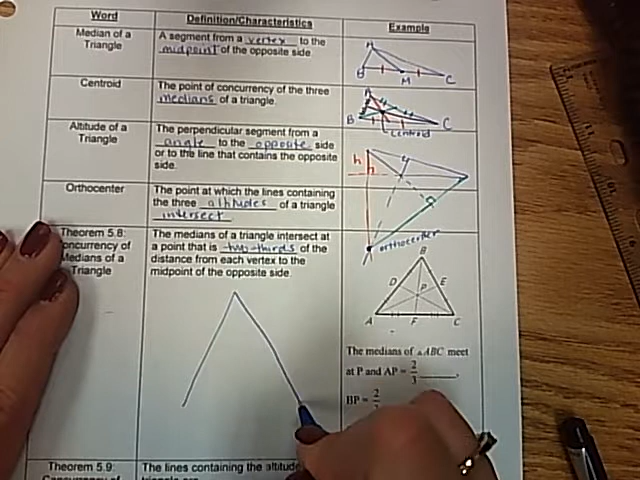 Word
Definition/Characteristics
Example
Median of a
Triangle
A segment from a vertex to the
midpoint of the opposite side
A
B
M
C
Centroid
The point of concurrency of the three
medians of a triangle.
A
B
C
centroid
Altitude of a
Triangle
The perpendicular segment from a
angle to the opposite side
or to the line that contains the opposite
side.
h
Orthocenter
The point at which the lines containing
the three altitudes of a triangle
intersect
orthocenter
Theorem 5.8:
Concurrency of
Medians of a
Triangle
The medians of a triangle intersect at
a point that is two-thirds of the
distance from each vertex to the
midpoint of the opposite side.
B
D
E
P
A
F
C
The medians of △ABC meet
at P and AP = 2/3 ____,
BP = 2
Theorem 5.9:
The lines containing the altitude